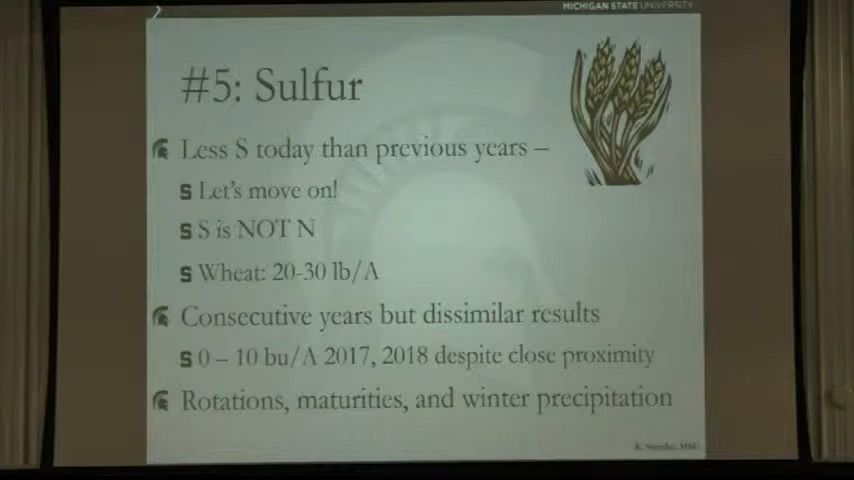 MICHIGAN STATE UNIVERSITY
#5: Sulfur
Less S today than previous years –
S Let's move on!
S S is NOT N
S Wheat: 20-30 lb/A
Consecutive years but dissimilar results
S 0 – 10 bu/A 2017, 2018 despite close proximity
Rotations, maturities, and winter precipitation
MSU